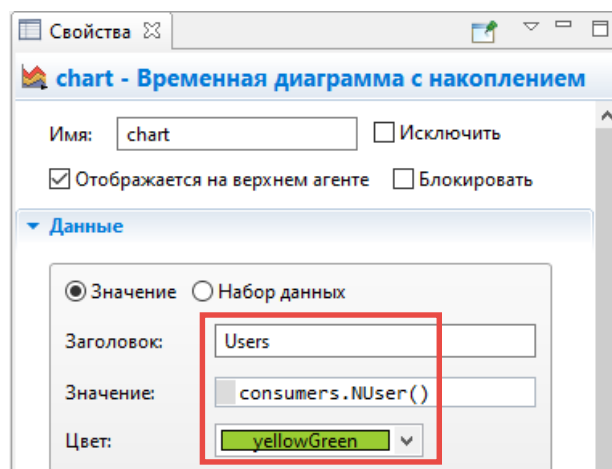 Свойства
chart - Временная диаграмма с накоплением
Имя: chart Исключить
Отображается на верхнем агенте Блокировать
Данные
Значение Набор данных
Заголовок: Users
Значение: consumers.NUser()
Цвет: yellowGreen